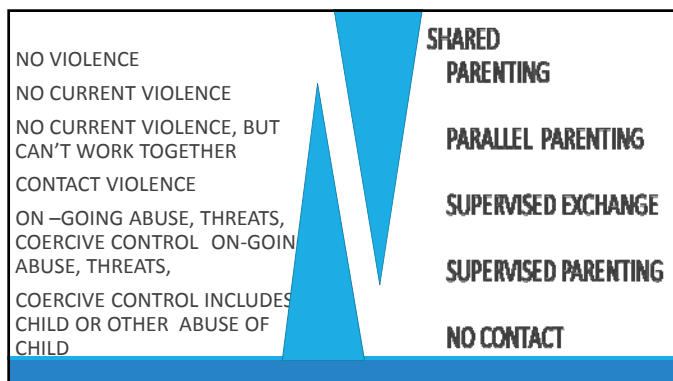 NO VIOLENCE
NO CURRENT VIOLENCE
NO CURRENT VIOLENCE, BUT
CAN'T WORK TOGETHER
CONTACT VIOLENCE
ON –GOING ABUSE, THREATS,
COERCIVE CONTROL ON-GOIN
ABUSE, THREATS,
COERCIVE CONTROL INCLUDES
CHILD OR OTHER ABUSE OF
CHILD
SHARED
PARENTING
PARALLEL PARENTING
SUPERVISED EXCHANGE
SUPERVISED PARENTING
NO CONTACT